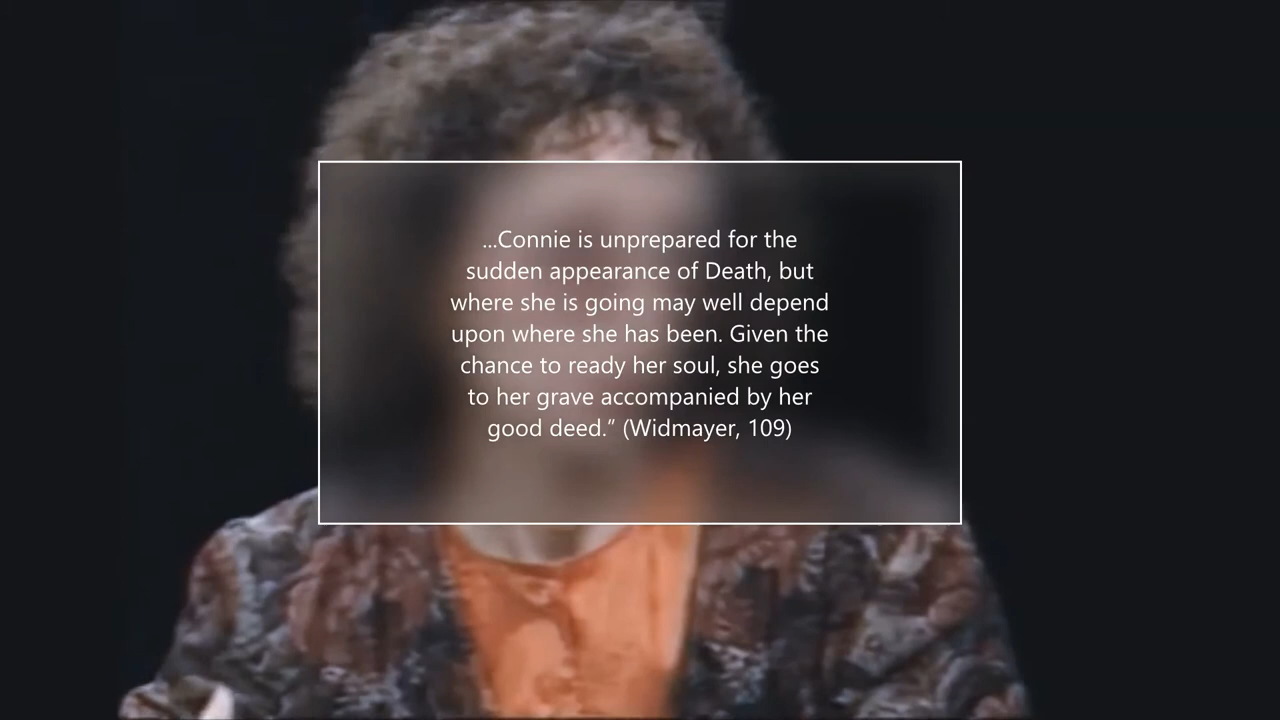 ...Connie is unprepared for the
sudden appearance of Death, but
where she is going may well depend
upon where she has been. Given the
chance to ready her soul, she goes
to her grave accompanied by her
good deed.” (Widmayer, 109)